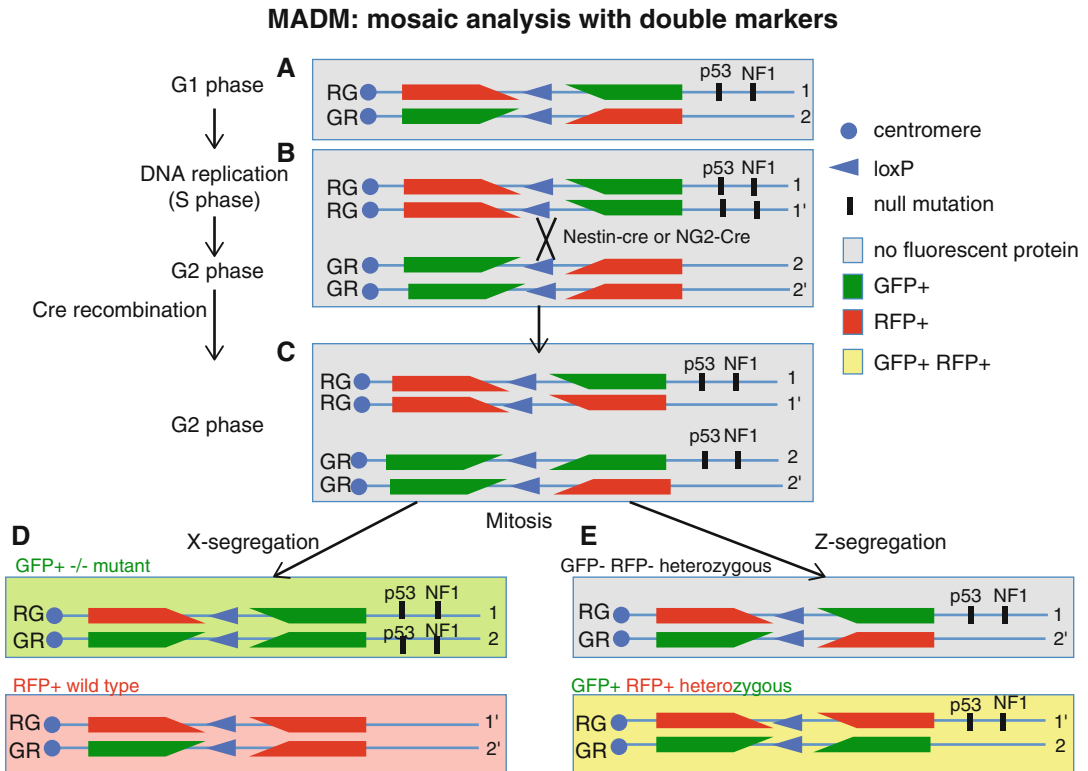 MADM: mosaic analysis with double markers
G1 phase
DNA replication
(S phase)
G2 phase
Cre recombination
G2 phase
A
p53 NF1
RG 1
GR 2
B
p53 NF1
RG 1
RG 1'
Nestin-cre or NG2-Cre
GR 2
GR 2'
C
p53 NF1
RG 1
RG 1'
p53 NF1
GR 2
GR 2'
centromere
loxP
null mutation
no fluorescent protein
GFP+
RFP+
GFP+ RFP+
Mitosis
X-segregation
Z-segregation
D
GFP+ -/- mutant
p53 NF1
RG 1
p53 NF1
GR 2
RFP+ wild type
RG 1'
GR 2'
E
GFP- RFP- heterozygous
p53 NF1
RG 1
GR 2'
GFP+ RFP+ heterozygous
p53 NF1
RG 1'
GR 2